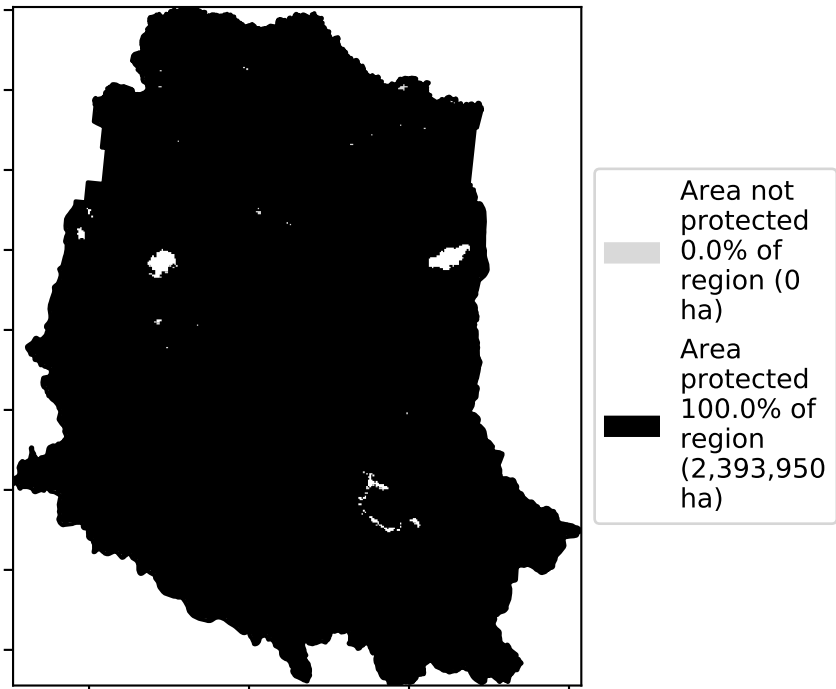 Area not
protected
0.0% of
region (0
ha)
Area
protected
100.0% of
region
(2,393,950
ha)